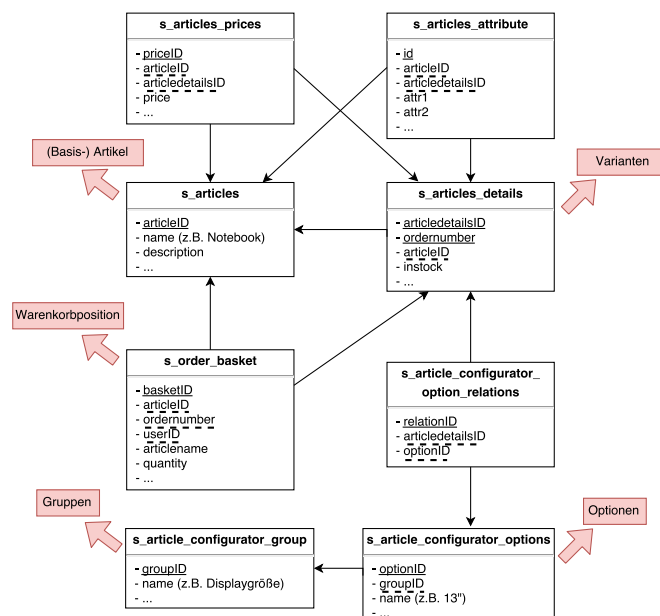 s_articles_prices
- priceID
- articleID
- articledetailsID
- price
- ...
s_articles_attribute
- id
- articleID
- articledetailsID
- attr1
- attr2
- ...
(Basis-) Artikel
Varianten
s_articles
- articleID
- name (z.B. Notebook)
- description
- ...
s_articles_details
- articledetailsID
- ordernumber
- articleID
- instock
- ...
Warenkorbposition
s_order_basket
- basketID
- articleID
- ordernumber
- userID
- articlename
- quantity
- ...
s_article_configurator_
option_relations
- relationID
- articledetailsID
- optionID
Gruppen
Optionen
s_article_configurator_group
- groupID
- name (z.B. Displaygröße)
- ...
s_article_configurator_options
- optionID
- groupID
- name (z.B. 13")
- ...